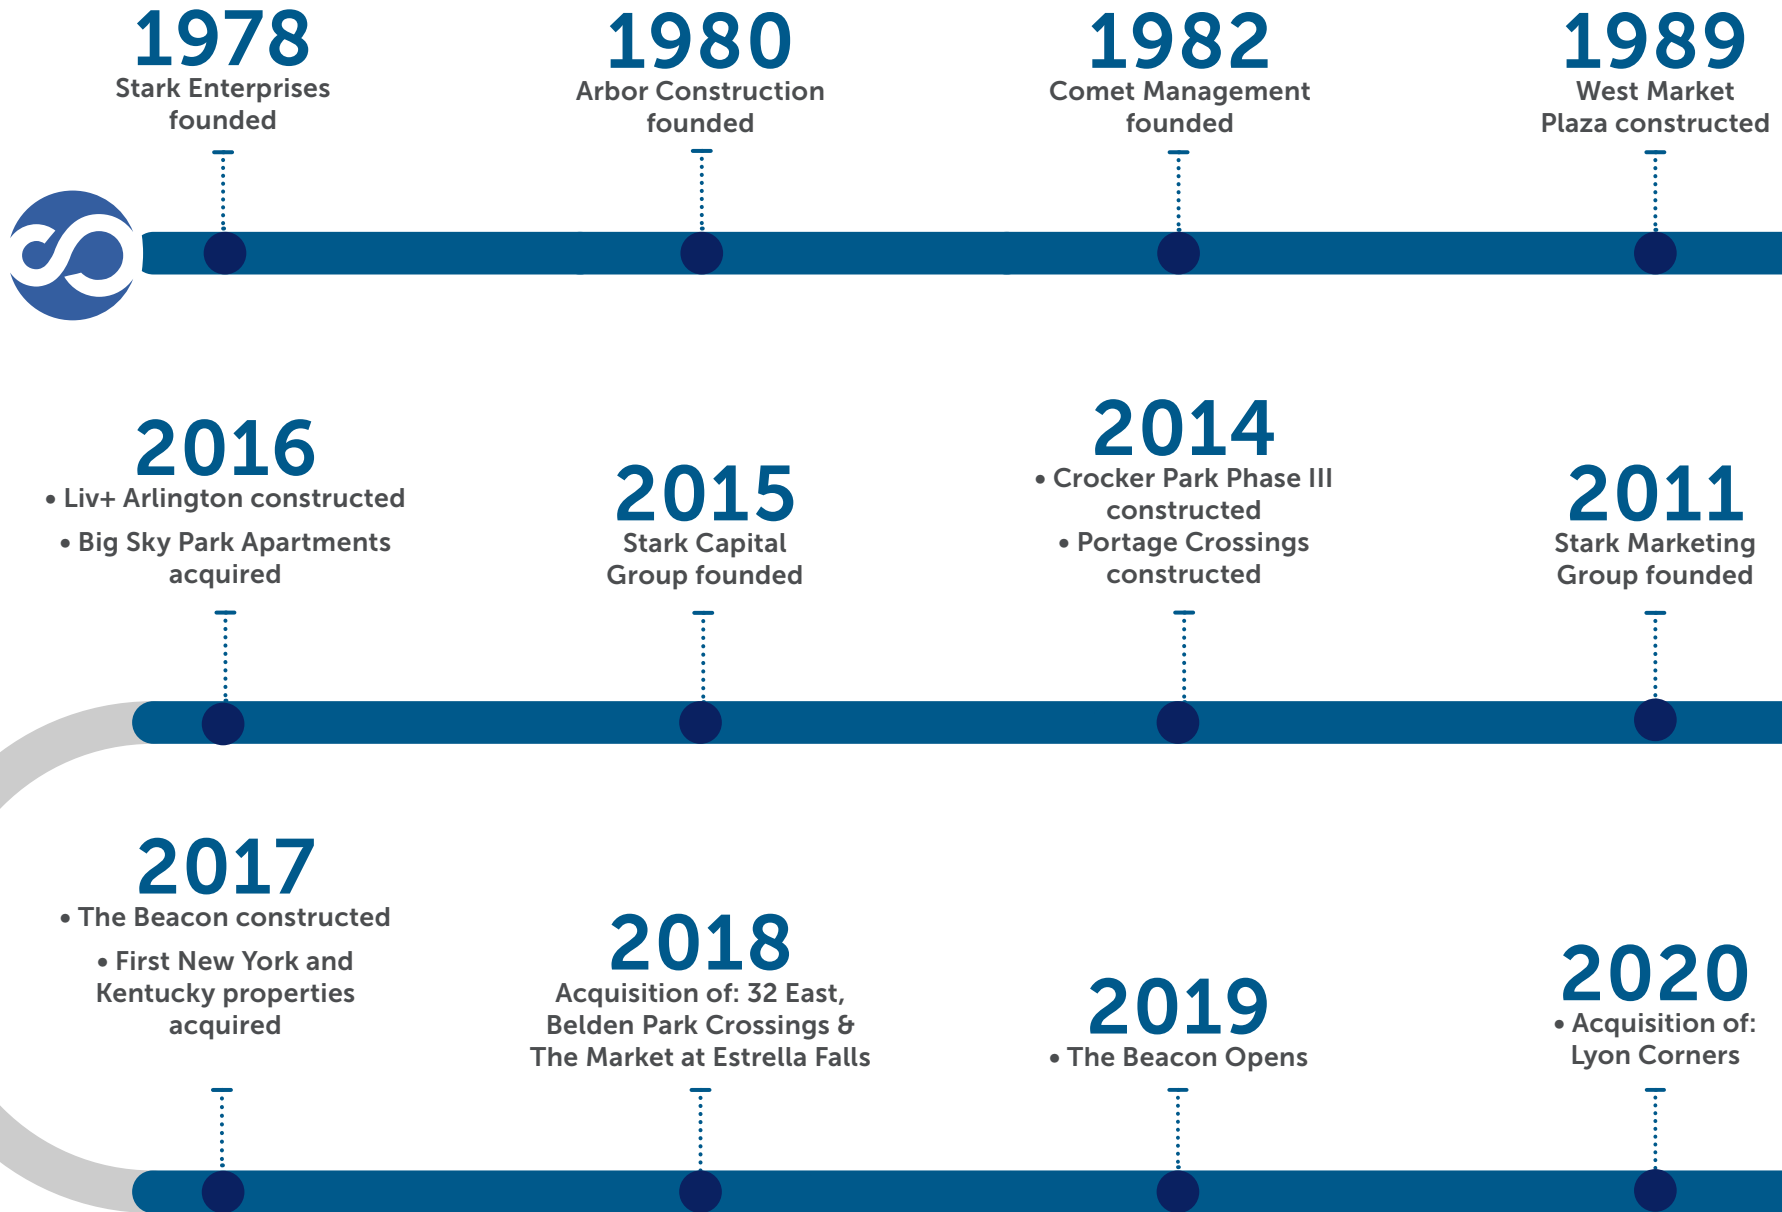 1978
Stark Enterprises
founded
1980
Arbor Construction
founded
1982
Comet Management
founded
1989
West Market
Plaza constructed
2016
• Liv+ Arlington constructed
• Big Sky Park Apartments
acquired
2015
Stark Capital
Group founded
2014
• Crocker Park Phase III
constructed
• Portage Crossings
constructed
2011
Stark Marketing
Group founded
2017
• The Beacon constructed
• First New York and
Kentucky properties
acquired
2018
Acquisition of: 32 East,
Belden Park Crossings &
The Market at Estrella Falls
2019
• The Beacon Opens
2020
• Acquisition of:
Lyon Corners